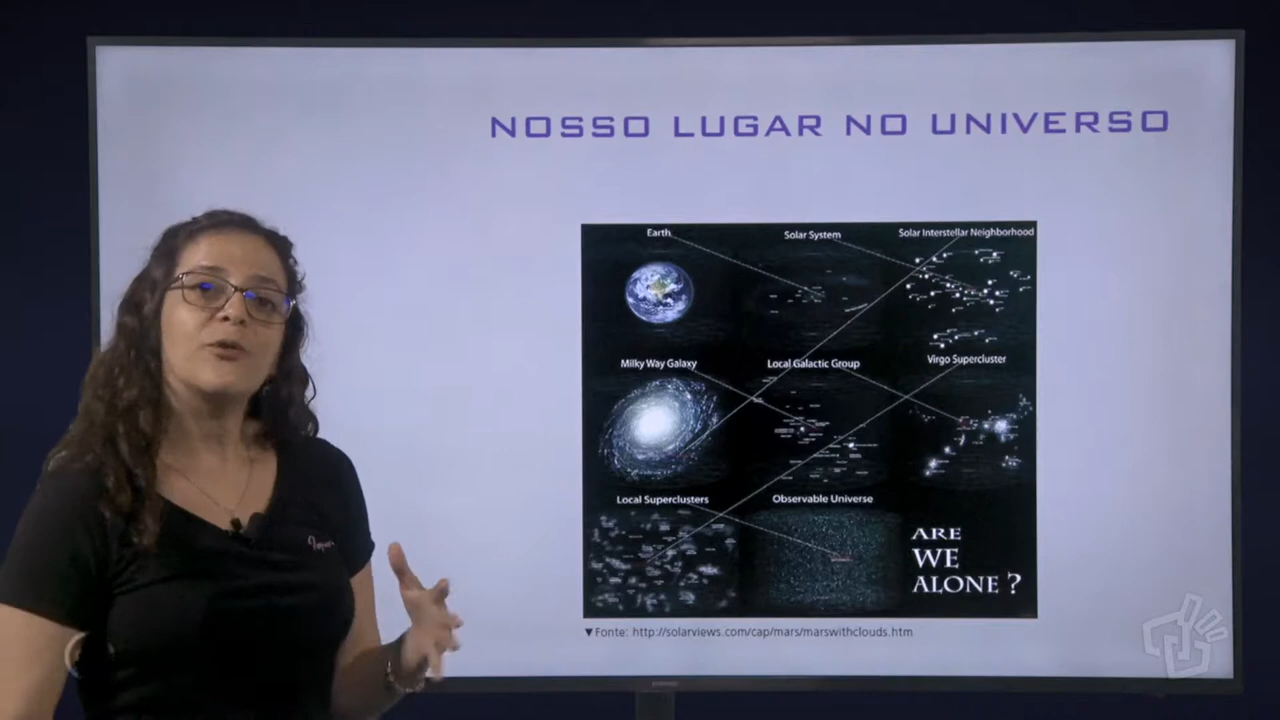 NOSSO LUGAR NO UNIVERSO
Earth
Solar System
Solar Interstellar Neighborhood
Milky Way Galaxy
Local Galactic Group
Virgo Supercluster
Local Superclusters
Observable Universe
ARE
WE
ALONE ?
▼Fonte: http://solarviews.com/cap/mars/marswithclouds.htm